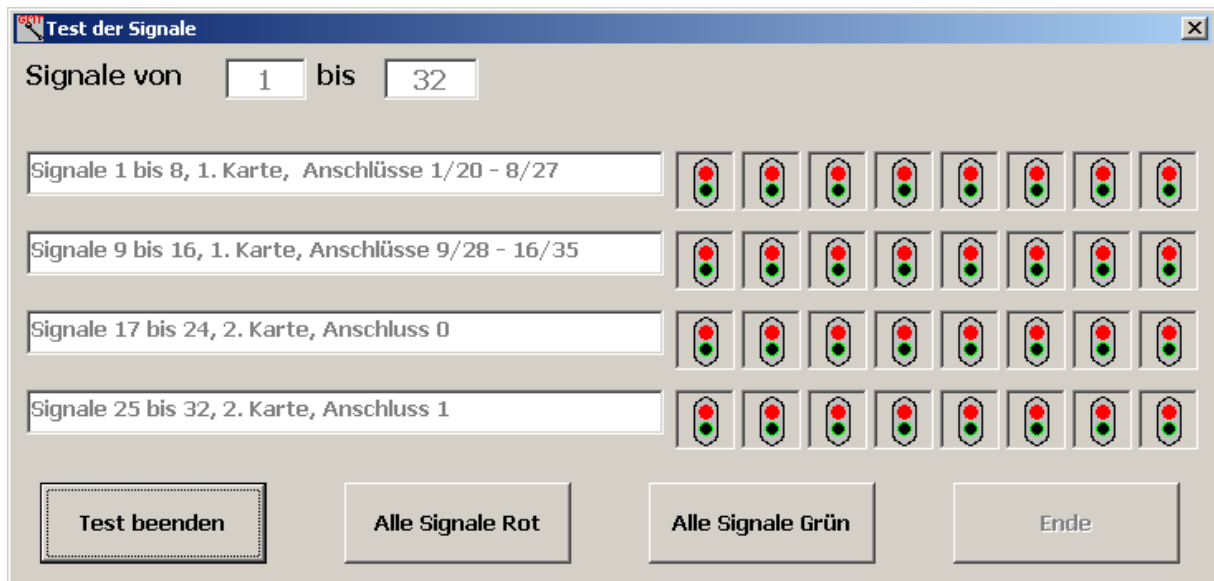 Test der Signale
Signale von 1 bis 32
Signale 1 bis 8, 1. Karte, Anschlüsse 1/20 - 8/27
Signale 9 bis 16, 1. Karte, Anschlüsse 9/28 - 16/35
Signale 17 bis 24, 2. Karte, Anschluss 0
Signale 25 bis 32, 2. Karte, Anschluss 1
Test beenden Alle Signale Rot Alle Signale Grün Ende